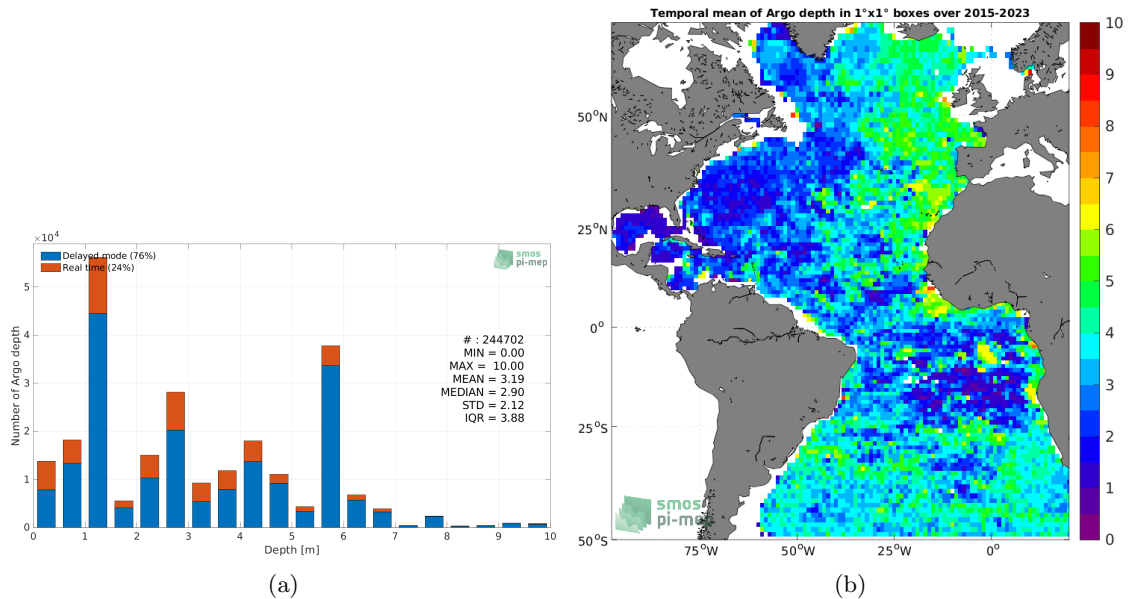 ×10⁴
Delayed mode (76%)
Real time (24%)
smos
pi-mep
5
4
3
2
1
0
Number of Argo depth
# : 244702
MIN = 0.00
MAX = 10.00
MEAN = 3.19
MEDIAN = 2.90
STD = 2.12
IQR = 3.88
0 1 2 3 4 5 6 7 8 9 10
Depth [m]
(a)
Temporal mean of Argo depth in 1°x1° boxes over 2015-2023
50°N
25°N
0°
25°S
50°S
75°W 50°W 25°W 0°
smos
pi-mep
10
9
8
7
6
5
4
3
2
1
0
(b)